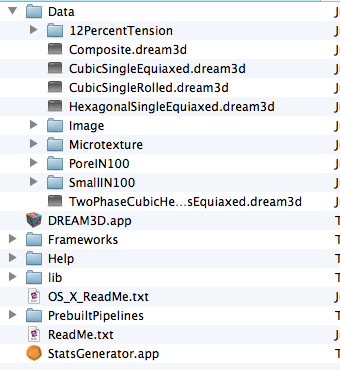 Data
12PercentTension
Composite.dream3d
CubicSingleEquiaxed.dream3d
CubicSingleRolled.dream3d
HexagonalSingleEquiaxed.dream3d
Image
Microtexture
PoreIN100
SmallIN100
TwoPhaseCubicHe...sEquiaxed.dream3d
DREAM3D.app
Frameworks
Help
lib
OS_X_ReadMe.txt
PrebuiltPipelines
ReadMe.txt
StatsGenerator.app